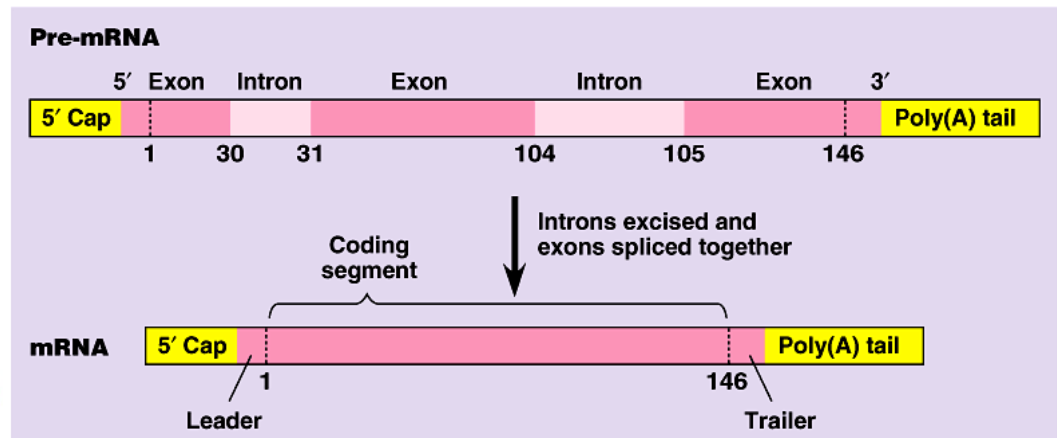 Pre-mRNA
5′ Exon Intron Exon Intron Exon 3′
5′ Cap Poly(A) tail
1 30 31 104 105 146
Introns excised and
exons spliced together
Coding
segment
mRNA 5′ Cap Poly(A) tail
1 146
Leader Trailer